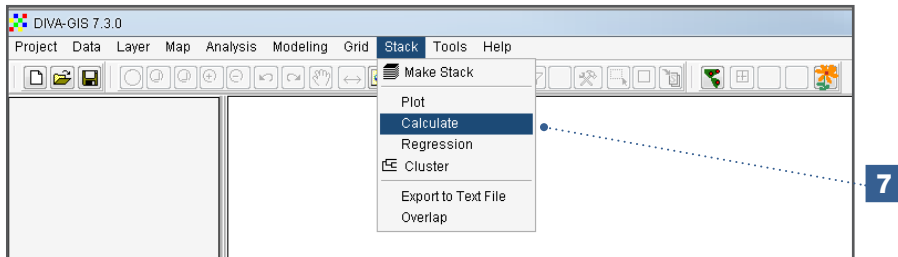 DIVA-GIS 7.3.0
Project Data Layer Map Analysis Modeling Grid Stack Tools Help
Make Stack
Plot
Calculate
7
Regression
Cluster
Export to Text File
Overlap